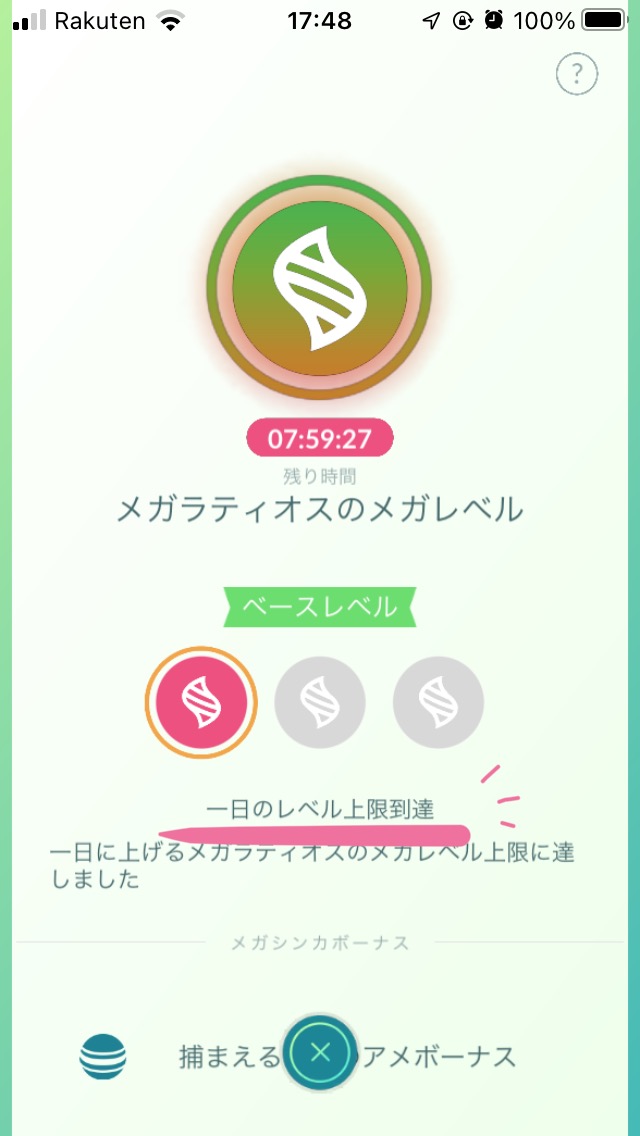 Rakuten 17:48 100%
?
07:59:27
残り時間
メガラティオスのメガレベル
ベースレベル
一日のレベル上限到達
一日に上げるメガラティオスのメガレベル上限に達
しました
メガシンカボーナス
捕まえる アメボーナス